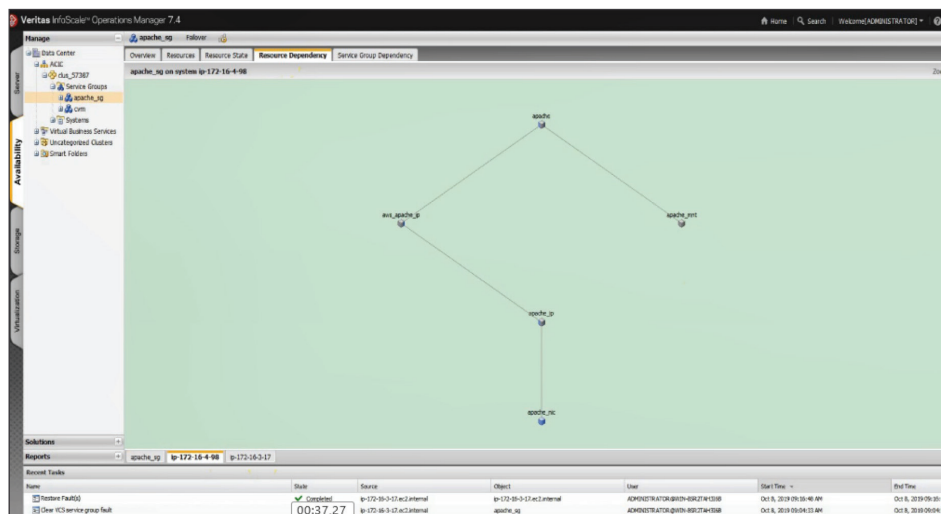 Veritas InfoScale™ Operations Manager 7.4
Home Search Welcome[ADMINISTRATOR]
Manage
apache_sg Failover
Data Center
ACIC
clus_57387
Service Groups
apache_sg
cvm
Systems
Virtual Business Services
Uncategorized Clusters
Smart Folders
Server
Availability
Storage
Virtualization
Overview Resources Resource State Resource Dependency Service Group Dependency
apache_sg on system ip-172-16-4-98
apache
aws_apache_ip
apache_mnt
apache_ip
apache_nic
Solutions
Reports
apache_sg ip-172-16-4-98 ip-172-16-3-17
Recent Tasks
Name State Source Object User Start Time End Time
Restore Fault(s) Completed ip-172-16-3-17.ec2.internal ip-172-16-3-17.ec2.internal Oct 8, 2019 09:16:48 AM Oct 8, 2019
Clear VCS service group fault 00:37.27 ip-172-16-3-17.ec2.internal apache_sg Oct 8, 2019 09:04:33 AM Oct 8, 2019